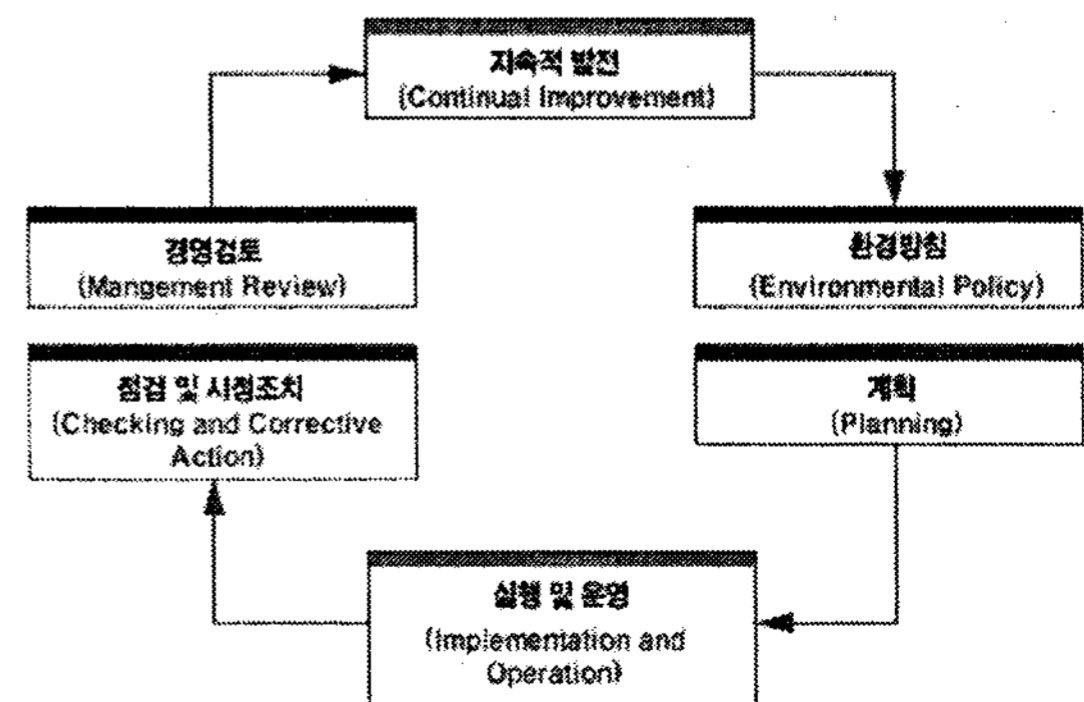 지속적 발전
(Continual Improvement)
경영검토
(Mangement Review)
환경방침
(Environmental Policy)
점검 및 시정조치
(Checking and Corrective
Action)
계획
(Planning)
실행 및 운영
(Implementation and
Operation)